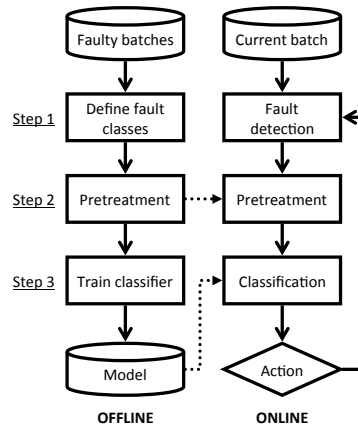 Faulty batches
Current batch
Step 1
Define fault
classes
Fault
detection
Step 2
Pretreatment
Pretreatment
Step 3
Train classifier
Classification
Model
Action
OFFLINE
ONLINE